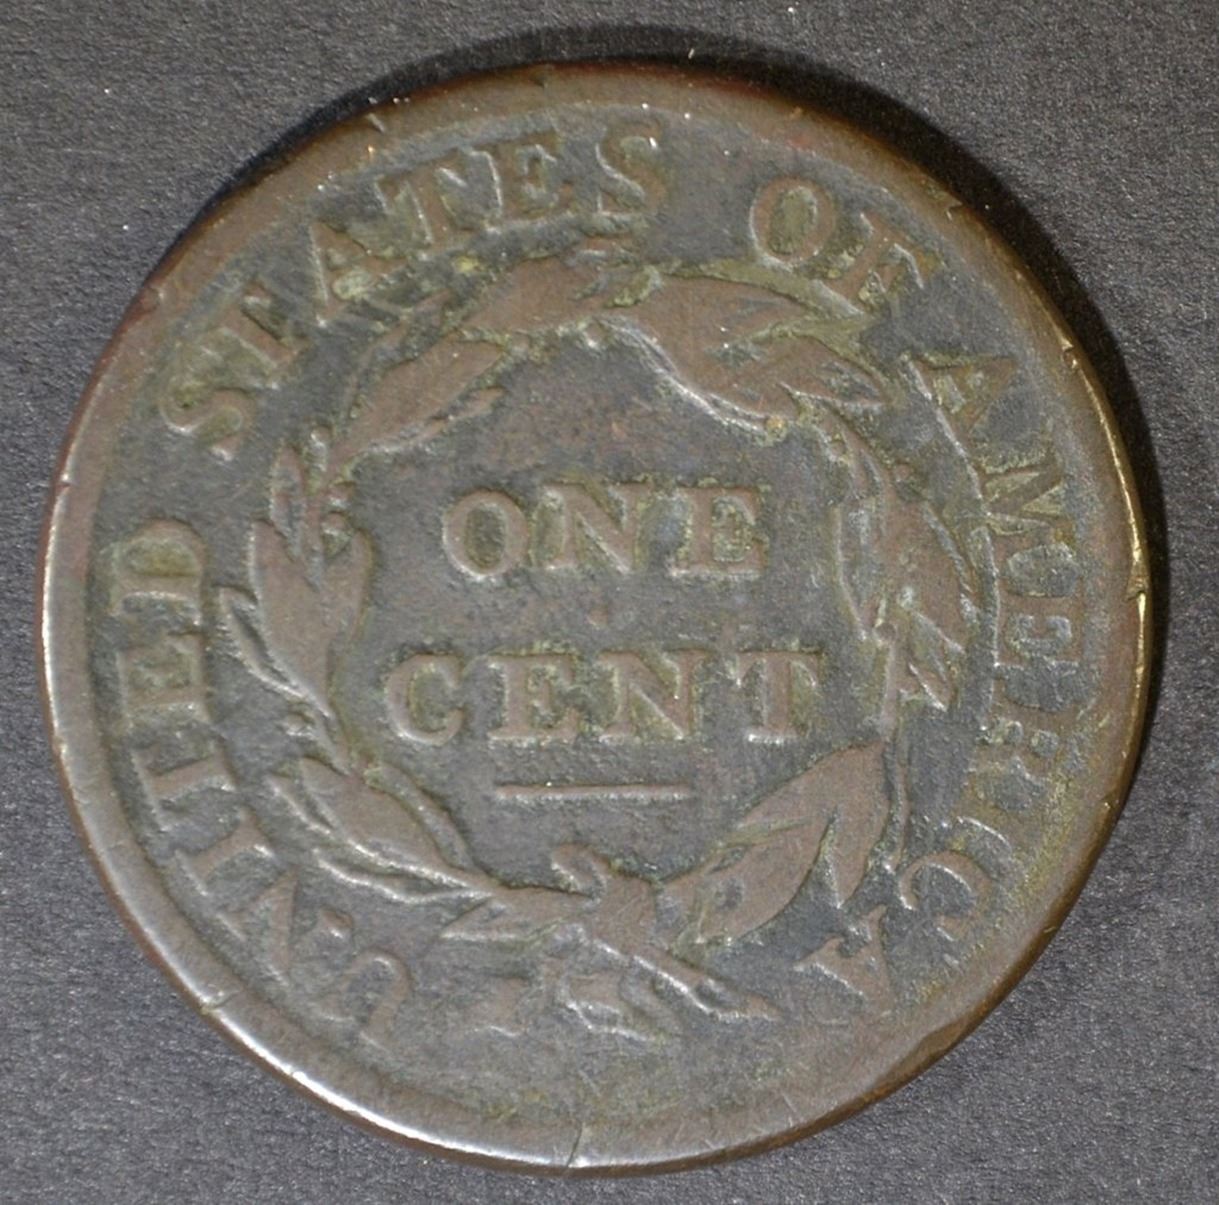 UNITED STATES OF AMERICA
ONE
CENT